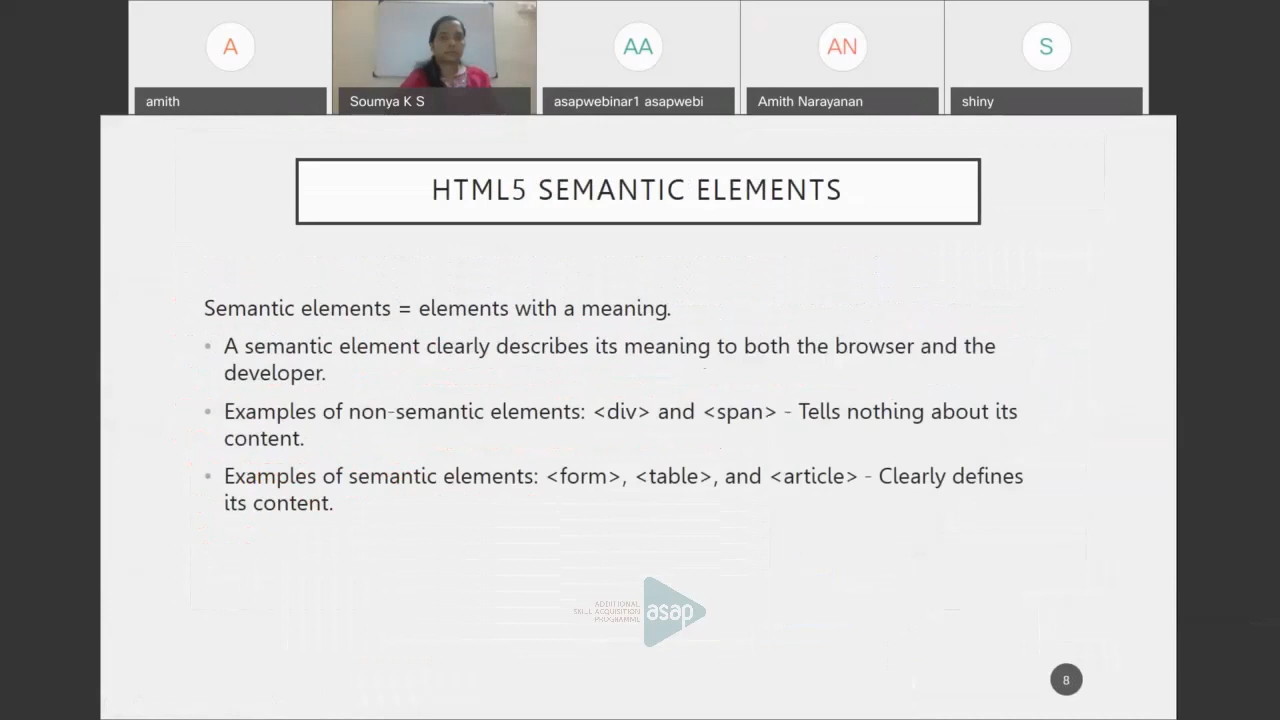 A
AA
AN
S
amith
Soumya K S
asapwebinar1 asapwebi
Amith Narayanan
shiny
HTML5 SEMANTIC ELEMENTS
Semantic elements = elements with a meaning.
• A semantic element clearly describes its meaning to both the browser and the
developer.
• Examples of non-semantic elements: <div> and <span> - Tells nothing about its
content.
• Examples of semantic elements: <form>, <table>, and <article> - Clearly defines
its content.
ADDITIONAL
SKILL ACQUISITION
PROGRAMME
asap
8